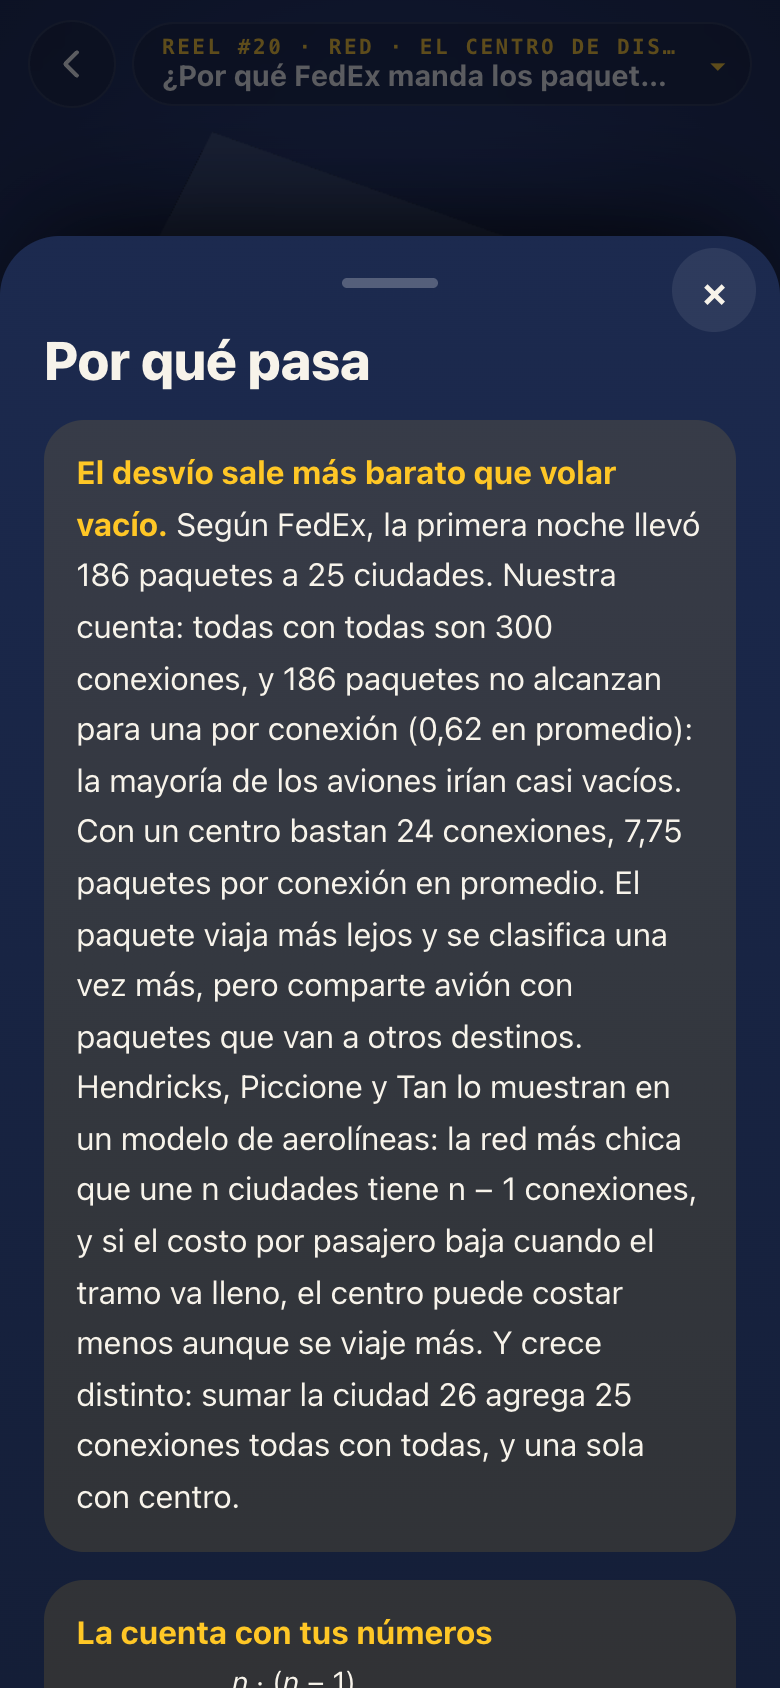 REEL #20 · RED · EL CENTRO DE DIS…
¿Por qué FedEx manda los paquet...
×
Por qué pasa
El desvío sale más barato que volar
vacío. Según FedEx, la primera noche llevó
186 paquetes a 25 ciudades. Nuestra
cuenta: todas con todas son 300
conexiones, y 186 paquetes no alcanzan
para una por conexión (0,62 en promedio):
la mayoría de los aviones irían casi vacíos.
Con un centro bastan 24 conexiones, 7,75
paquetes por conexión en promedio. El
paquete viaja más lejos y se clasifica una
vez más, pero comparte avión con
paquetes que van a otros destinos.
Hendricks, Piccione y Tan lo muestran en
un modelo de aerolíneas: la red más chica
que une n ciudades tiene n – 1 conexiones,
y si el costo por pasajero baja cuando el
tramo va lleno, el centro puede costar
menos aunque se viaje más. Y crece
distinto: sumar la ciudad 26 agrega 25
conexiones todas con todas, y una sola
con centro.
La cuenta con tus números
n · (n – 1)